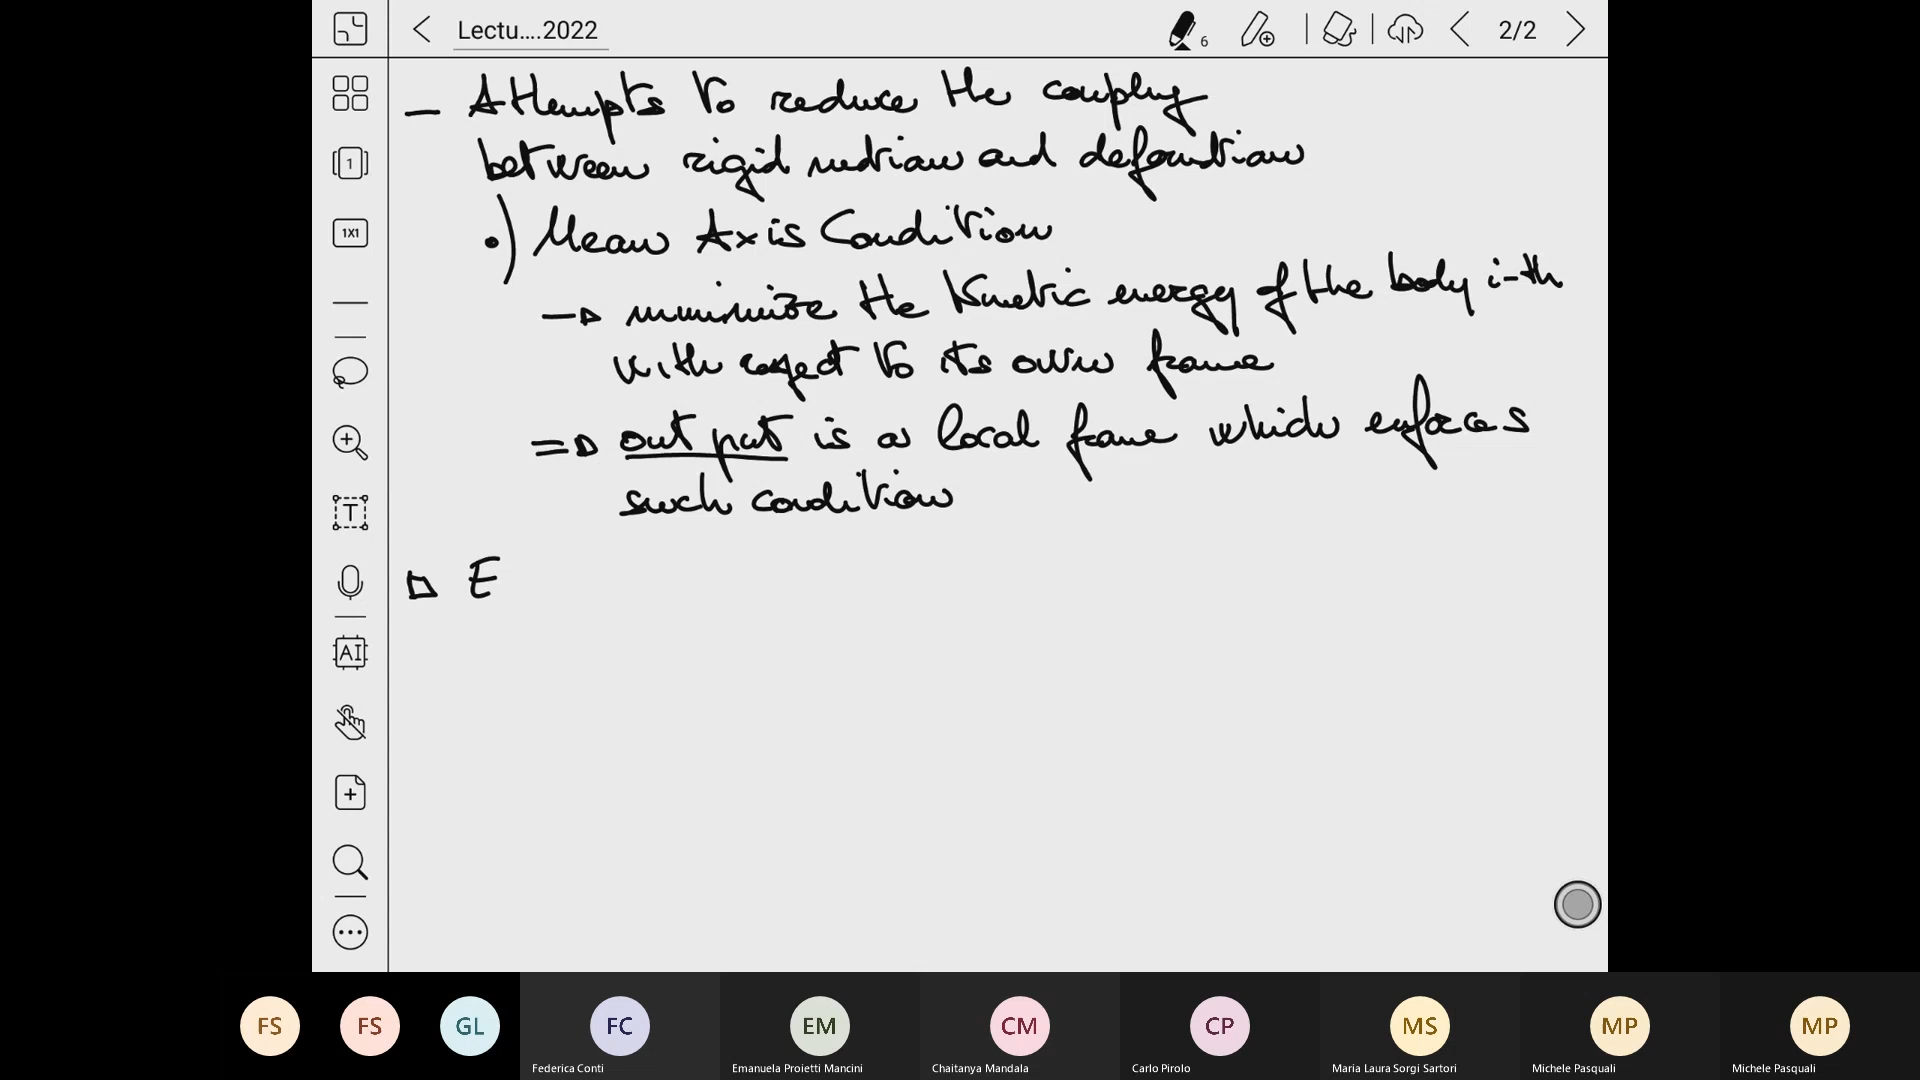 Lectu....2022
6
2/2
1
1X1
T
AI
- Attempts to reduce the coupling
between rigid motion and deformation
•) Mean Axis Condition
→ minimize the Kinetic energy of the body i-th
with respect to its own frame
⇒ output is a local frame which enforces
such condition
E
FS FS GL FC EM CM CP MS MP MP
Federica Conti Emanuela Proietti Mancini Chaitanya Mandala Carlo Pirolo Maria Laura Sorgi Sartori Michele Pasquali Michele Pasquali